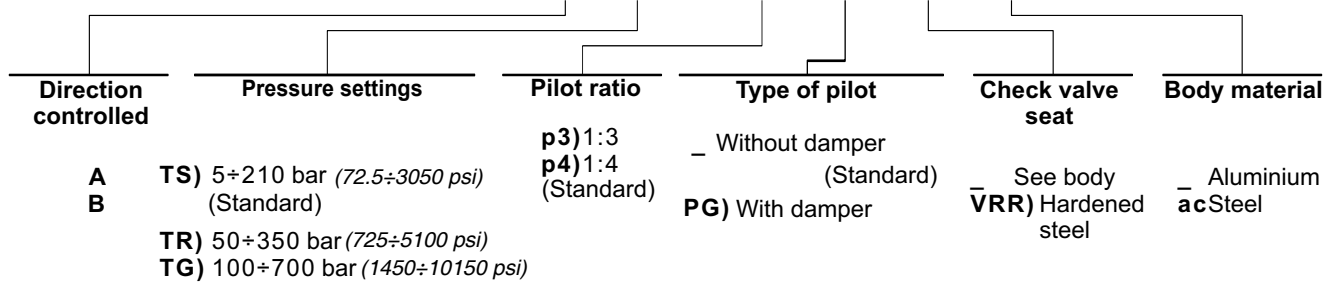 Direction controlled
A
B
Pressure settings
TS) 5÷210 bar (72.5÷3050 psi)
(Standard)
TR) 50÷350 bar (725÷5100 psi)
TG) 100÷700 bar (1450÷10150 psi)
Pilot ratio
p3)1:3
p4)1:4
(Standard)
Type of pilot
_ Without damper
(Standard)
PG) With damper
Check valve
seat
_ See body
VRR) Hardened
steel
Body material
_ Aluminium
acSteel